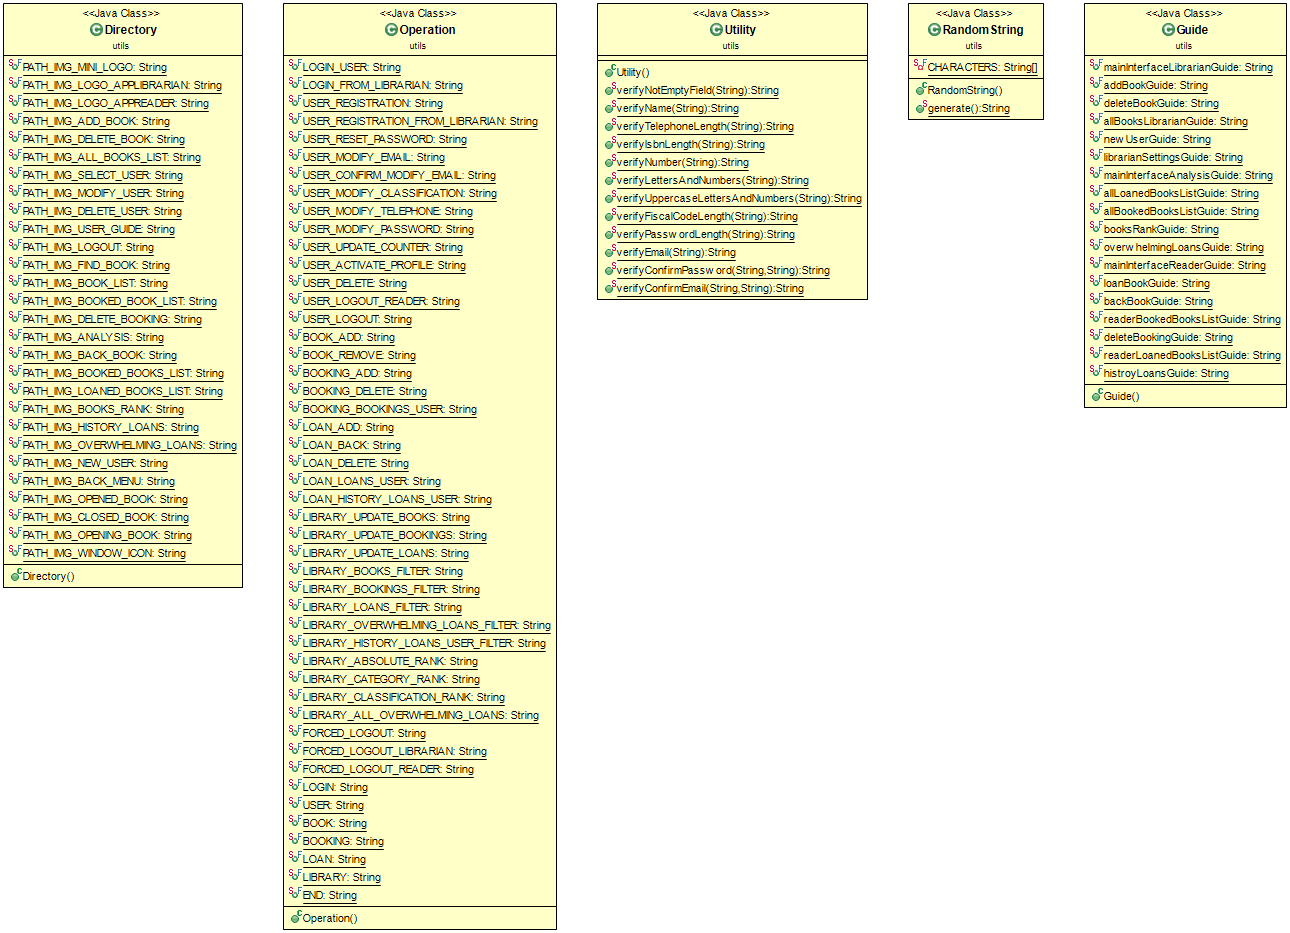 <<Java Class>>
Directory
utils
PATH_IMG_MINI_LOGO: String
PATH_IMG_LOGO_APPLIBRARIAN: String
PATH_IMG_LOGO_APPREADER: String
PATH_IMG_ADD_BOOK: String
PATH_IMG_DELETE_BOOK: String
PATH_IMG_ALL_BOOKS_LIST: String
PATH_IMG_SELECT_USER: String
PATH_IMG_MODIFY_USER: String
PATH_IMG_DELETE_USER: String
PATH_IMG_USER_GUIDE: String
PATH_IMG_LOGOUT: String
PATH_IMG_FIND_BOOK: String
PATH_IMG_BOOK_LIST: String
PATH_IMG_BOOKED_BOOK_LIST: String
PATH_IMG_DELETE_BOOKING: String
PATH_IMG_ANALYSIS: String
PATH_IMG_BACK_BOOK: String
PATH_IMG_BOOKED_BOOKS_LIST: String
PATH_IMG_LOANED_BOOKS_LIST: String
PATH_IMG_BOOKS_RANK: String
PATH_IMG_HISTORY_LOANS: String
PATH_IMG_OVERWHELMING_LOANS: String
PATH_IMG_NEW_USER: String
PATH_IMG_BACK_MENU: String
PATH_IMG_OPENED_BOOK: String
PATH_IMG_CLOSED_BOOK: String
PATH_IMG_OPENING_BOOK: String
PATH_IMG_WINDOW_ICON: String
Directory()
<<Java Class>>
Operation
utils
LOGIN_USER: String
LOGIN_FROM_LIBRARIAN: String
USER_REGISTRATION: String
USER_REGISTRATION_FROM_LIBRARIAN: String
USER_RESET_PASSWORD: String
USER_MODIFY_EMAIL: String
USER_CONFIRM_MODIFY_EMAIL: String
USER_MODIFY_CLASSIFICATION: String
USER_MODIFY_TELEPHONE: String
USER_MODIFY_PASSWORD: String
USER_UPDATE_COUNTER: String
USER_ACTIVATE_PROFILE: String
USER_DELETE: String
USER_LOGOUT_READER: String
USER_LOGOUT: String
BOOK_ADD: String
BOOK_REMOVE: String
BOOKING_ADD: String
BOOKING_DELETE: String
BOOKING_BOOKINGS_USER: String
LOAN_ADD: String
LOAN_BACK: String
LOAN_DELETE: String
LOAN_LOANS_USER: String
LOAN_HISTORY_LOANS_USER: String
LIBRARY_UPDATE_BOOKS: String
LIBRARY_UPDATE_BOOKINGS: String
LIBRARY_UPDATE_LOANS: String
LIBRARY_BOOKS_FILTER: String
LIBRARY_BOOKINGS_FILTER: String
LIBRARY_LOANS_FILTER: String
LIBRARY_OVERWHELMING_LOANS_FILTER: String
LIBRARY_HISTORY_LOANS_USER_FILTER: String
LIBRARY_ABSOLUTE_RANK: String
LIBRARY_CATEGORY_RANK: String
LIBRARY_CLASSIFICATION_RANK: String
LIBRARY_ALL_OVERWHELMING_LOANS: String
FORCED_LOGOUT: String
FORCED_LOGOUT_LIBRARIAN: String
FORCED_LOGOUT_READER: String
LOGIN: String
USER: String
BOOK: String
BOOKING: String
LOAN: String
LIBRARY: String
END: String
Operation()
<<Java Class>>
Utility
utils
Utility()
verifyNotEmptyField(String):String
verifyName(String):String
verifyTelephoneLength(String):String
verifyIsbnLength(String):String
verifyNumber(String):String
verifyLettersAndNumbers(String):String
verifyUppercaseLettersAndNumbers(String):String
verifyFiscalCodeLength(String):String
verifyPasswordLength(String):String
verifyEmail(String):String
verifyConfirmPassword(String,String):String
verifyConfirmEmail(String,String):String
<<Java Class>>
RandomString
utils
CHARACTERS: String[]
RandomString()
generate():String
<<Java Class>>
Guide
utils
mainInterfaceLibrarianGuide: String
addBookGuide: String
deleteBookGuide: String
allBooksLibrarianGuide: String
newUserGuide: String
librarianSettingsGuide: String
mainInterfaceAnalysisGuide: String
allLoanedBooksListGuide: String
allBookedBooksListGuide: String
booksRankGuide: String
overwhelmingLoansGuide: String
mainInterfaceReaderGuide: String
loanBookGuide: String
backBookGuide: String
readerBookedBooksListGuide: String
deleteBookingGuide: String
readerLoanedBooksListGuide: String
histroyLoansGuide: String
Guide()